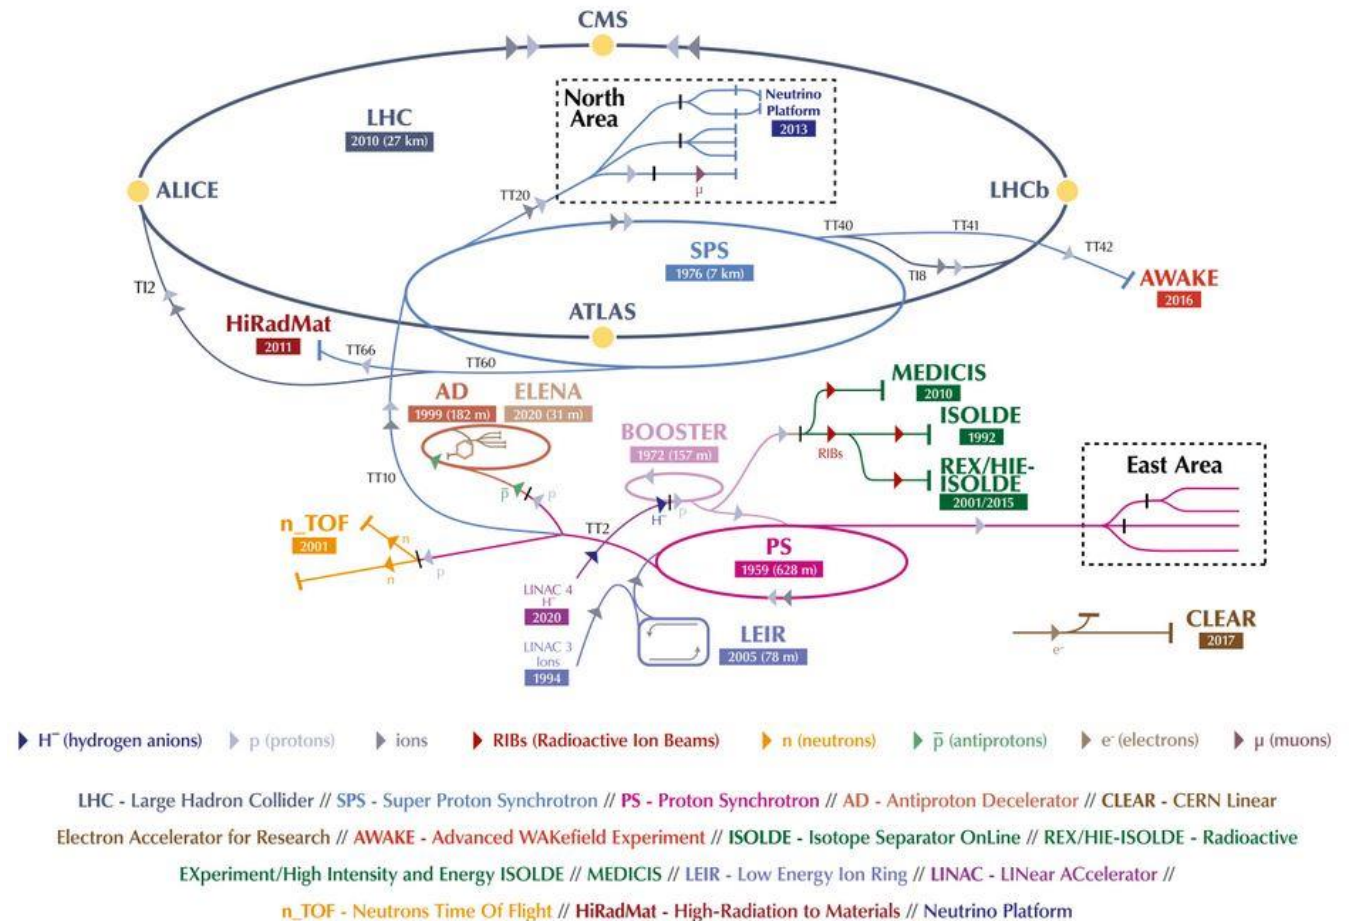 CMS
North
Area
Neutrino
Platform
2013
LHC
2010 (27 km)
ALICE
LHCb
TT20
μ
SPS
1976 (7 km)
TT40
TT41
TT42
TI8
AWAKE
2016
TI2
ATLAS
HiRadMat
2011
TT66
TT60
AD
1999 (182 m)
ELENA
2020 (31 m)
MEDICIS
2010
ISOLDE
1992
RIBs
REX/HIE-
ISOLDE
2001/2015
East Area
BOOSTER
1972 (157 m)
H⁻
p
TT10
p̄
p
TT2
n_TOF
2001
n
n
p
PS
1959 (628 m)
LINAC 4
H⁻
2020
LINAC 3
Ions
1994
LEIR
2005 (78 m)
CLEAR
2017
e⁻
H⁻ (hydrogen anions)
p (protons)
ions
RIBs (Radioactive Ion Beams)
n (neutrons)
p̄ (antiprotons)
e⁻ (electrons)
μ (muons)
LHC - Large Hadron Collider // SPS - Super Proton Synchrotron // PS - Proton Synchrotron // AD - Antiproton Decelerator // CLEAR - CERN Linear
Electron Accelerator for Research // AWAKE - Advanced WAKefield Experiment // ISOLDE - Isotope Separator OnLine // REX/HIE-ISOLDE - Radioactive
EXperiment/High Intensity and Energy ISOLDE // MEDICIS // LEIR - Low Energy Ion Ring // LINAC - LINear ACcelerator //
n_TOF - Neutrons Time Of Flight // HiRadMat - High-Radiation to Materials // Neutrino Platform